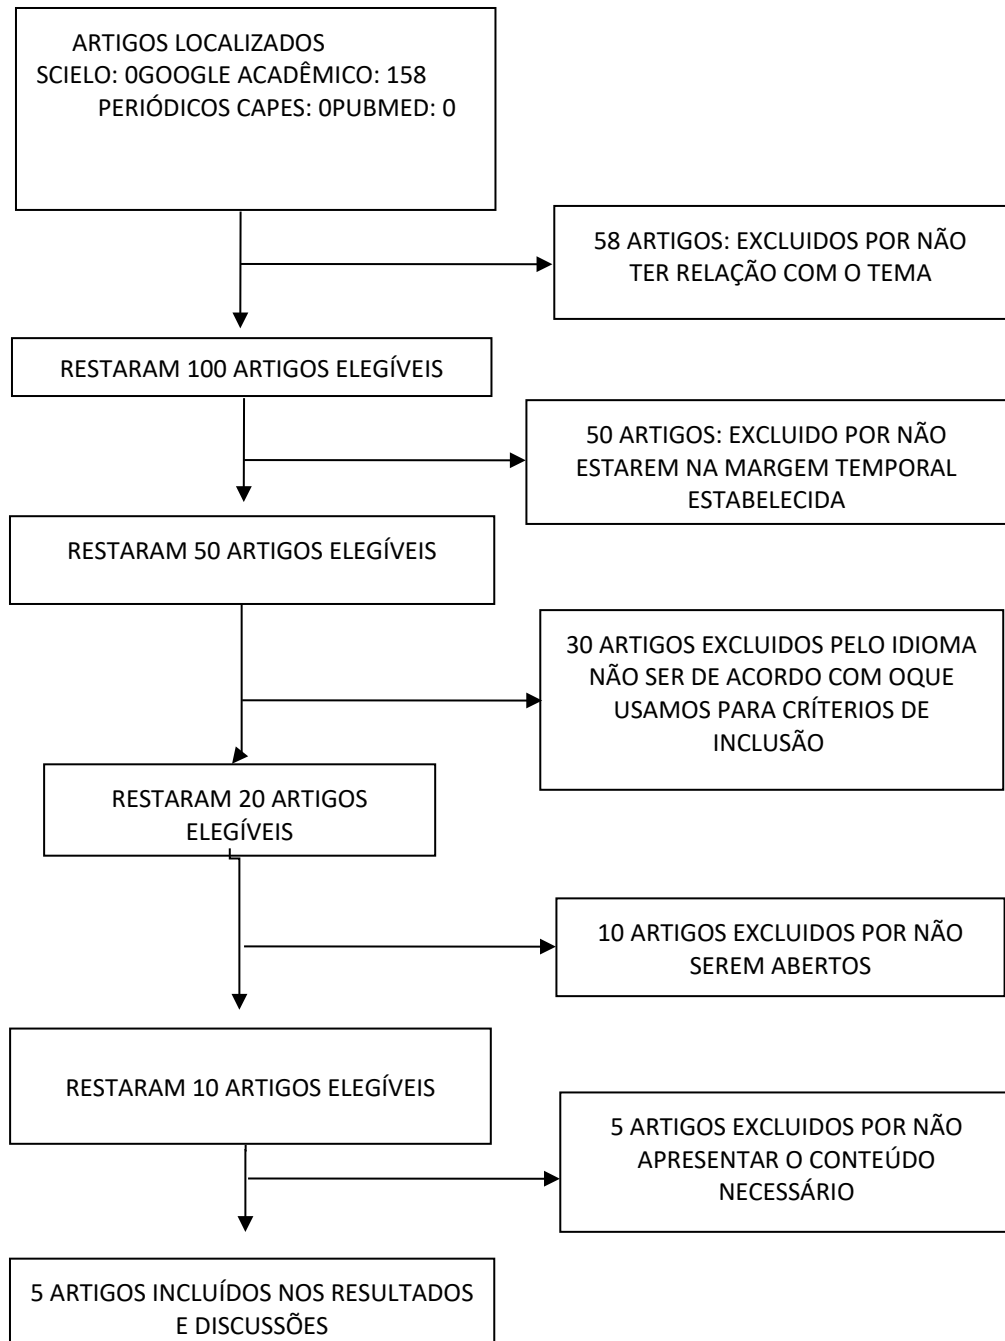 ARTIGOS LOCALIZADOS
SCIELO: 0GOOGLE ACADÊMICO: 158
PERIÓDICOS CAPES: 0PUBMED: 0
58 ARTIGOS: EXCLUIDOS POR NÃO
TER RELAÇÃO COM O TEMA
RESTARAM 100 ARTIGOS ELEGÍVEIS
50 ARTIGOS: EXCLUIDO POR NÃO
ESTAREM NA MARGEM TEMPORAL
ESTABELECIDA
RESTARAM 50 ARTIGOS ELEGÍVEIS
30 ARTIGOS EXCLUIDOS PELO IDIOMA
NÃO SER DE ACORDO COM OQUE
USAMOS PARA CRÍTERIOS DE
INCLUSÃO
RESTARAM 20 ARTIGOS
ELEGÍVEIS
10 ARTIGOS EXCLUIDOS POR NÃO
SEREM ABERTOS
RESTARAM 10 ARTIGOS ELEGÍVEIS
5 ARTIGOS EXCLUIDOS POR NÃO
APRESENTAR O CONTEÚDO
NECESSÁRIO
5 ARTIGOS INCLUÍDOS NOS RESULTADOS
E DISCUSSÕES